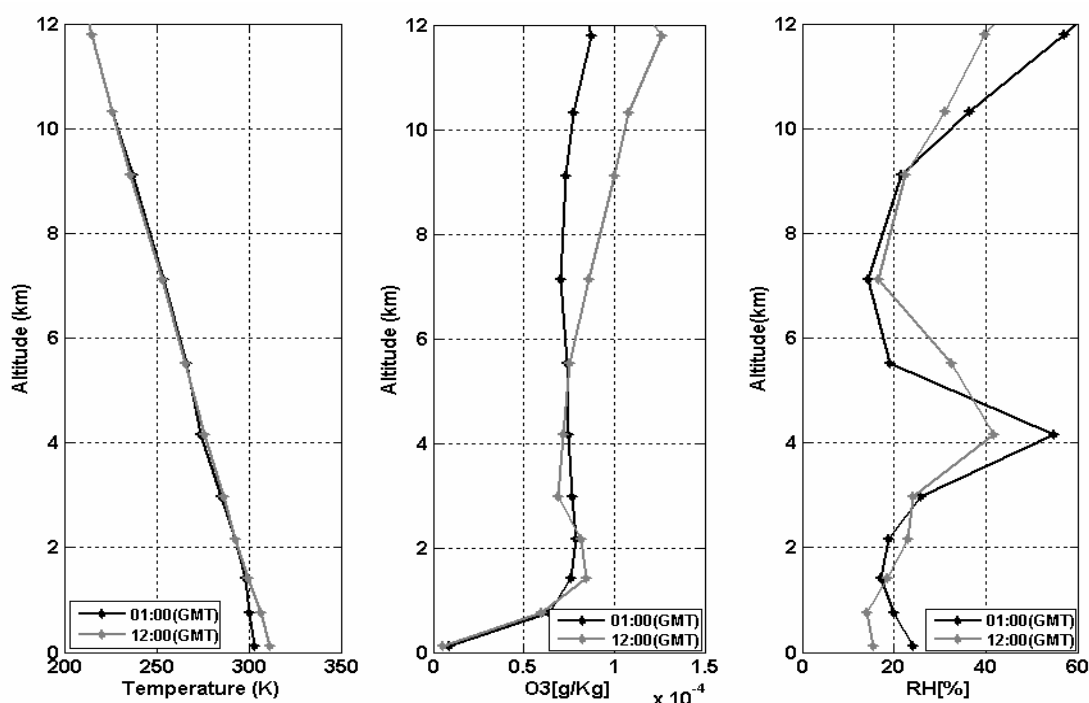 12
10
8
6
4
2
0
200
250
300
350
Altitude (km)
Temperature (K)
01:00(GMT)
12:00(GMT)
12
10
8
6
4
2
0
0
0.5
1
1.5
Altitude (km)
O3[g/Kg]
x 10⁻⁴
01:00(GMT)
12:00(GMT)
12
10
8
6
4
2
0
0
20
40
60
Altitude(km)
RH[%]
01:00(GMT)
12:00(GMT)